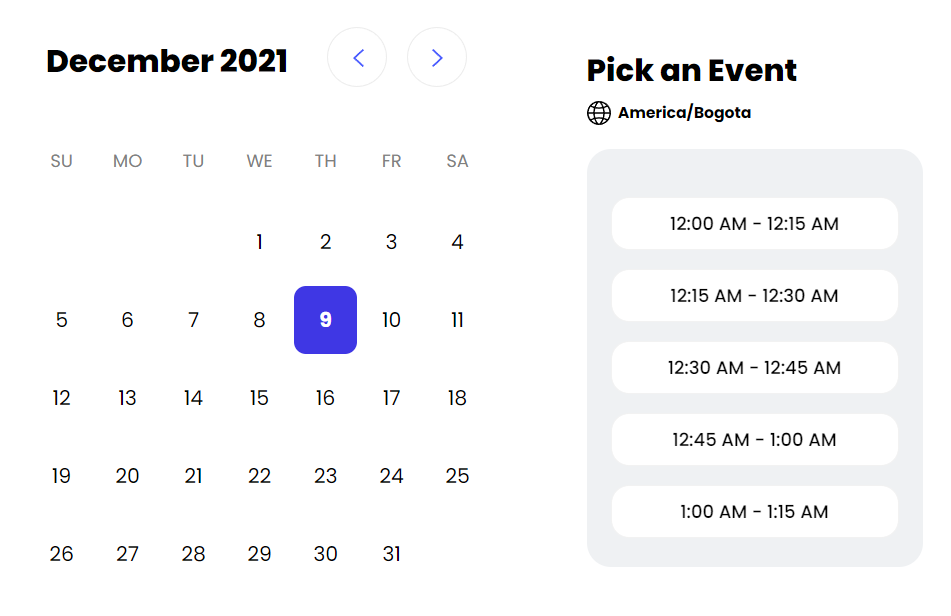 December 2021
SU MO TU WE TH FR SA
1 2 3 4
5 6 7 8 9 10 11
12 13 14 15 16 17 18
19 20 21 22 23 24 25
26 27 28 29 30 31
Pick an Event
America/Bogota
12:00 AM - 12:15 AM
12:15 AM - 12:30 AM
12:30 AM - 12:45 AM
12:45 AM - 1:00 AM
1:00 AM - 1:15 AM